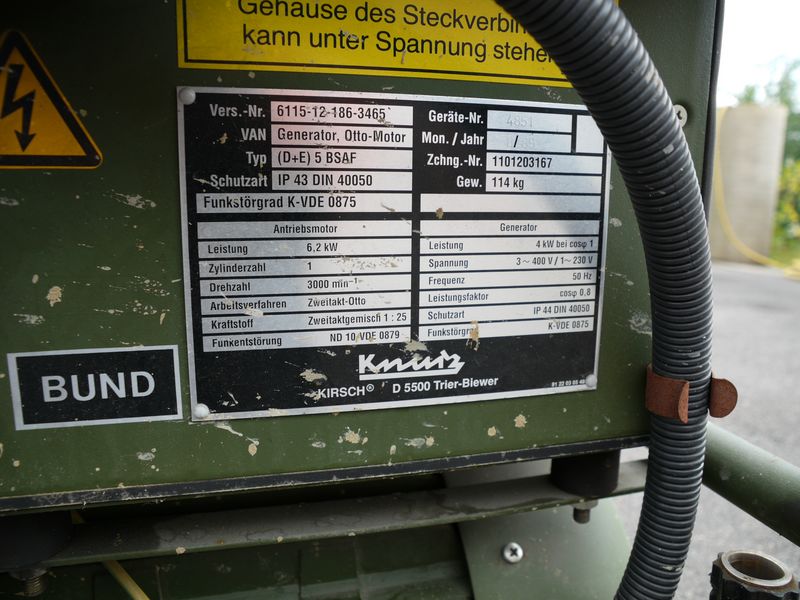 Gehäuse des Steckverbin
kann unter Spannung stehen
Vers.-Nr. 6115-12-186-3465
VAN Generator, Otto-Motor
Typ (D+E) 5 BSAF
Schutzart IP 43 DIN 40050
Funkstörgrad K-VDE 0875
Geräte-Nr. 4851
Mon. / Jahr /
Zchng.-Nr. 1101203167
Gew. 114 kg
Antriebsmotor
Leistung 6,2 kW
Zylinderzahl 1
Drehzahl 3000 min-1
Arbeitsverfahren Zweitakt-Otto
Kraftstoff Zweitaktgemisch 1 : 25
Funkentstörung ND 10 VDE 0879
Generator
Leistung 4 kW bei cosφ 1
Spannung 3~ 400 V / 1~ 230 V
Frequenz 50 Hz
Leistungsfaktor cosφ 0,8
Schutzart IP 44 DIN 40050
Funkstörgrad K-VDE 0875
KIRSCH® D 5500 Trier-Biewer
BUND